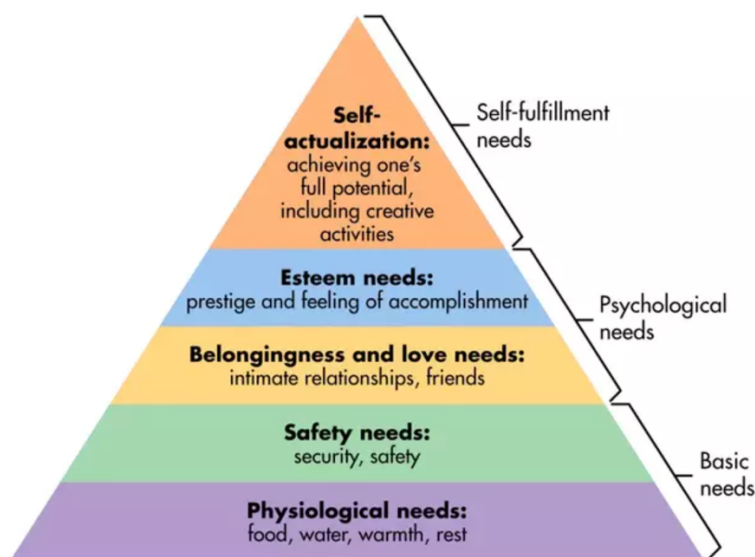 Self-
actualization:
achieving one's
full potential,
including creative
activities
Self-fulfillment
needs
Esteem needs:
prestige and feeling of accomplishment
Psychological
needs
Belongingness and love needs:
intimate relationships, friends
Safety needs:
security, safety
Basic
needs
Physiological needs:
food, water, warmth, rest